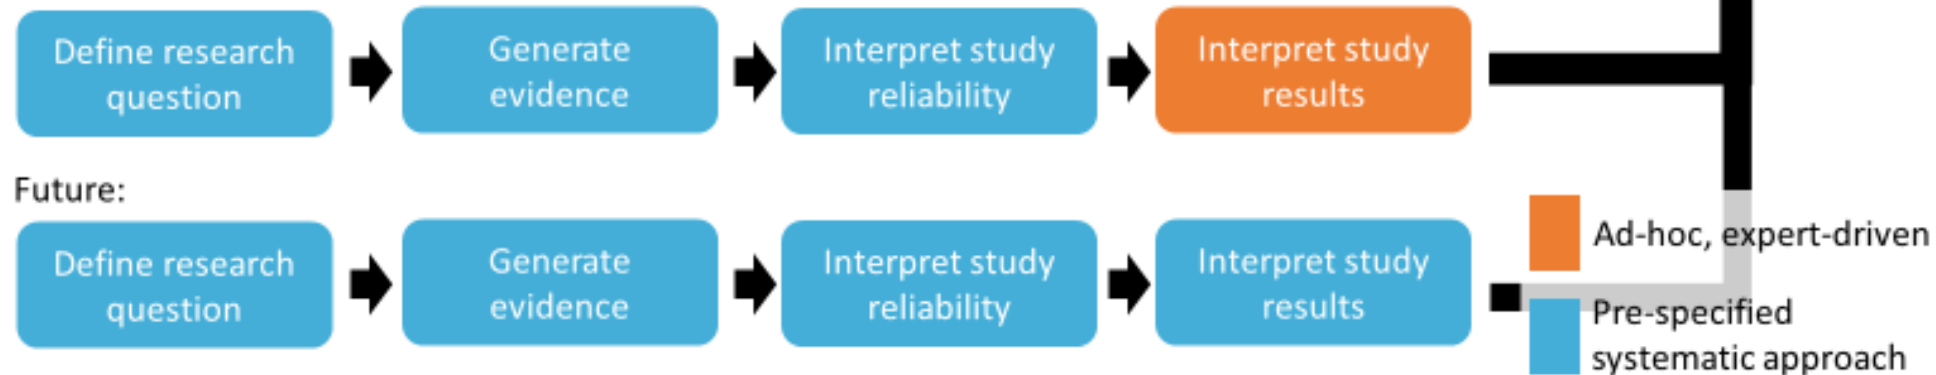 Define research
question
Generate
evidence
Interpret study
reliability
Interpret study
results
Future:
Define research
question
Generate
evidence
Interpret study
reliability
Interpret study
results
Ad-hoc, expert-driven
Pre-specified
systematic approach